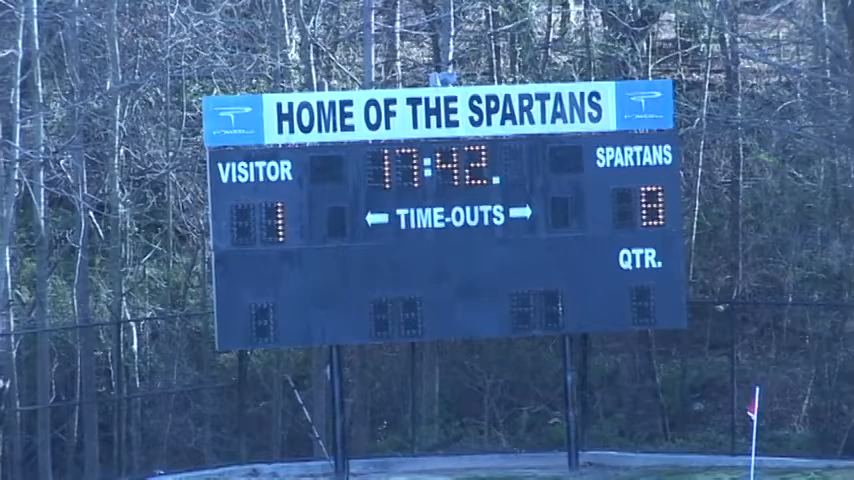 HOME OF THE SPARTANS
VISITOR 17:42. SPARTANS
1 ← TIME-OUTS → 8
QTR.